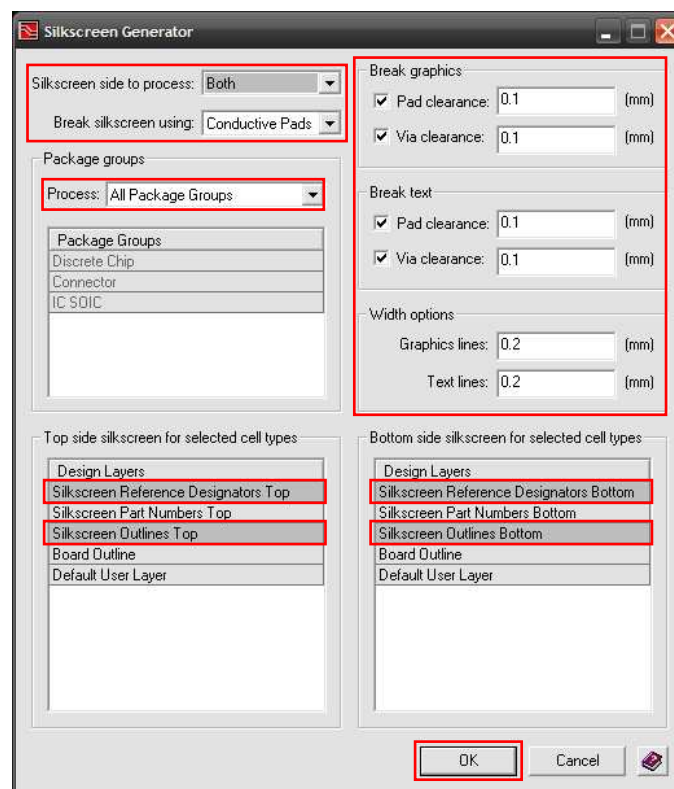 Silkscreen Generator
Silkscreen side to process: Both
Break silkscreen using: Conductive Pads
Package groups
Process: All Package Groups
Package Groups
Discrete Chip
Connector
IC SOIC
Break graphics
Pad clearance: 0.1 (mm)
Via clearance: 0.1 (mm)
Break text
Pad clearance: 0.1 (mm)
Via clearance: 0.1 (mm)
Width options
Graphics lines: 0.2 (mm)
Text lines: 0.2 (mm)
Top side silkscreen for selected cell types
Design Layers
Silkscreen Reference Designators Top
Silkscreen Part Numbers Top
Silkscreen Outlines Top
Board Outline
Default User Layer
Bottom side silkscreen for selected cell types
Design Layers
Silkscreen Reference Designators Bottom
Silkscreen Part Numbers Bottom
Silkscreen Outlines Bottom
Board Outline
Default User Layer
OK Cancel